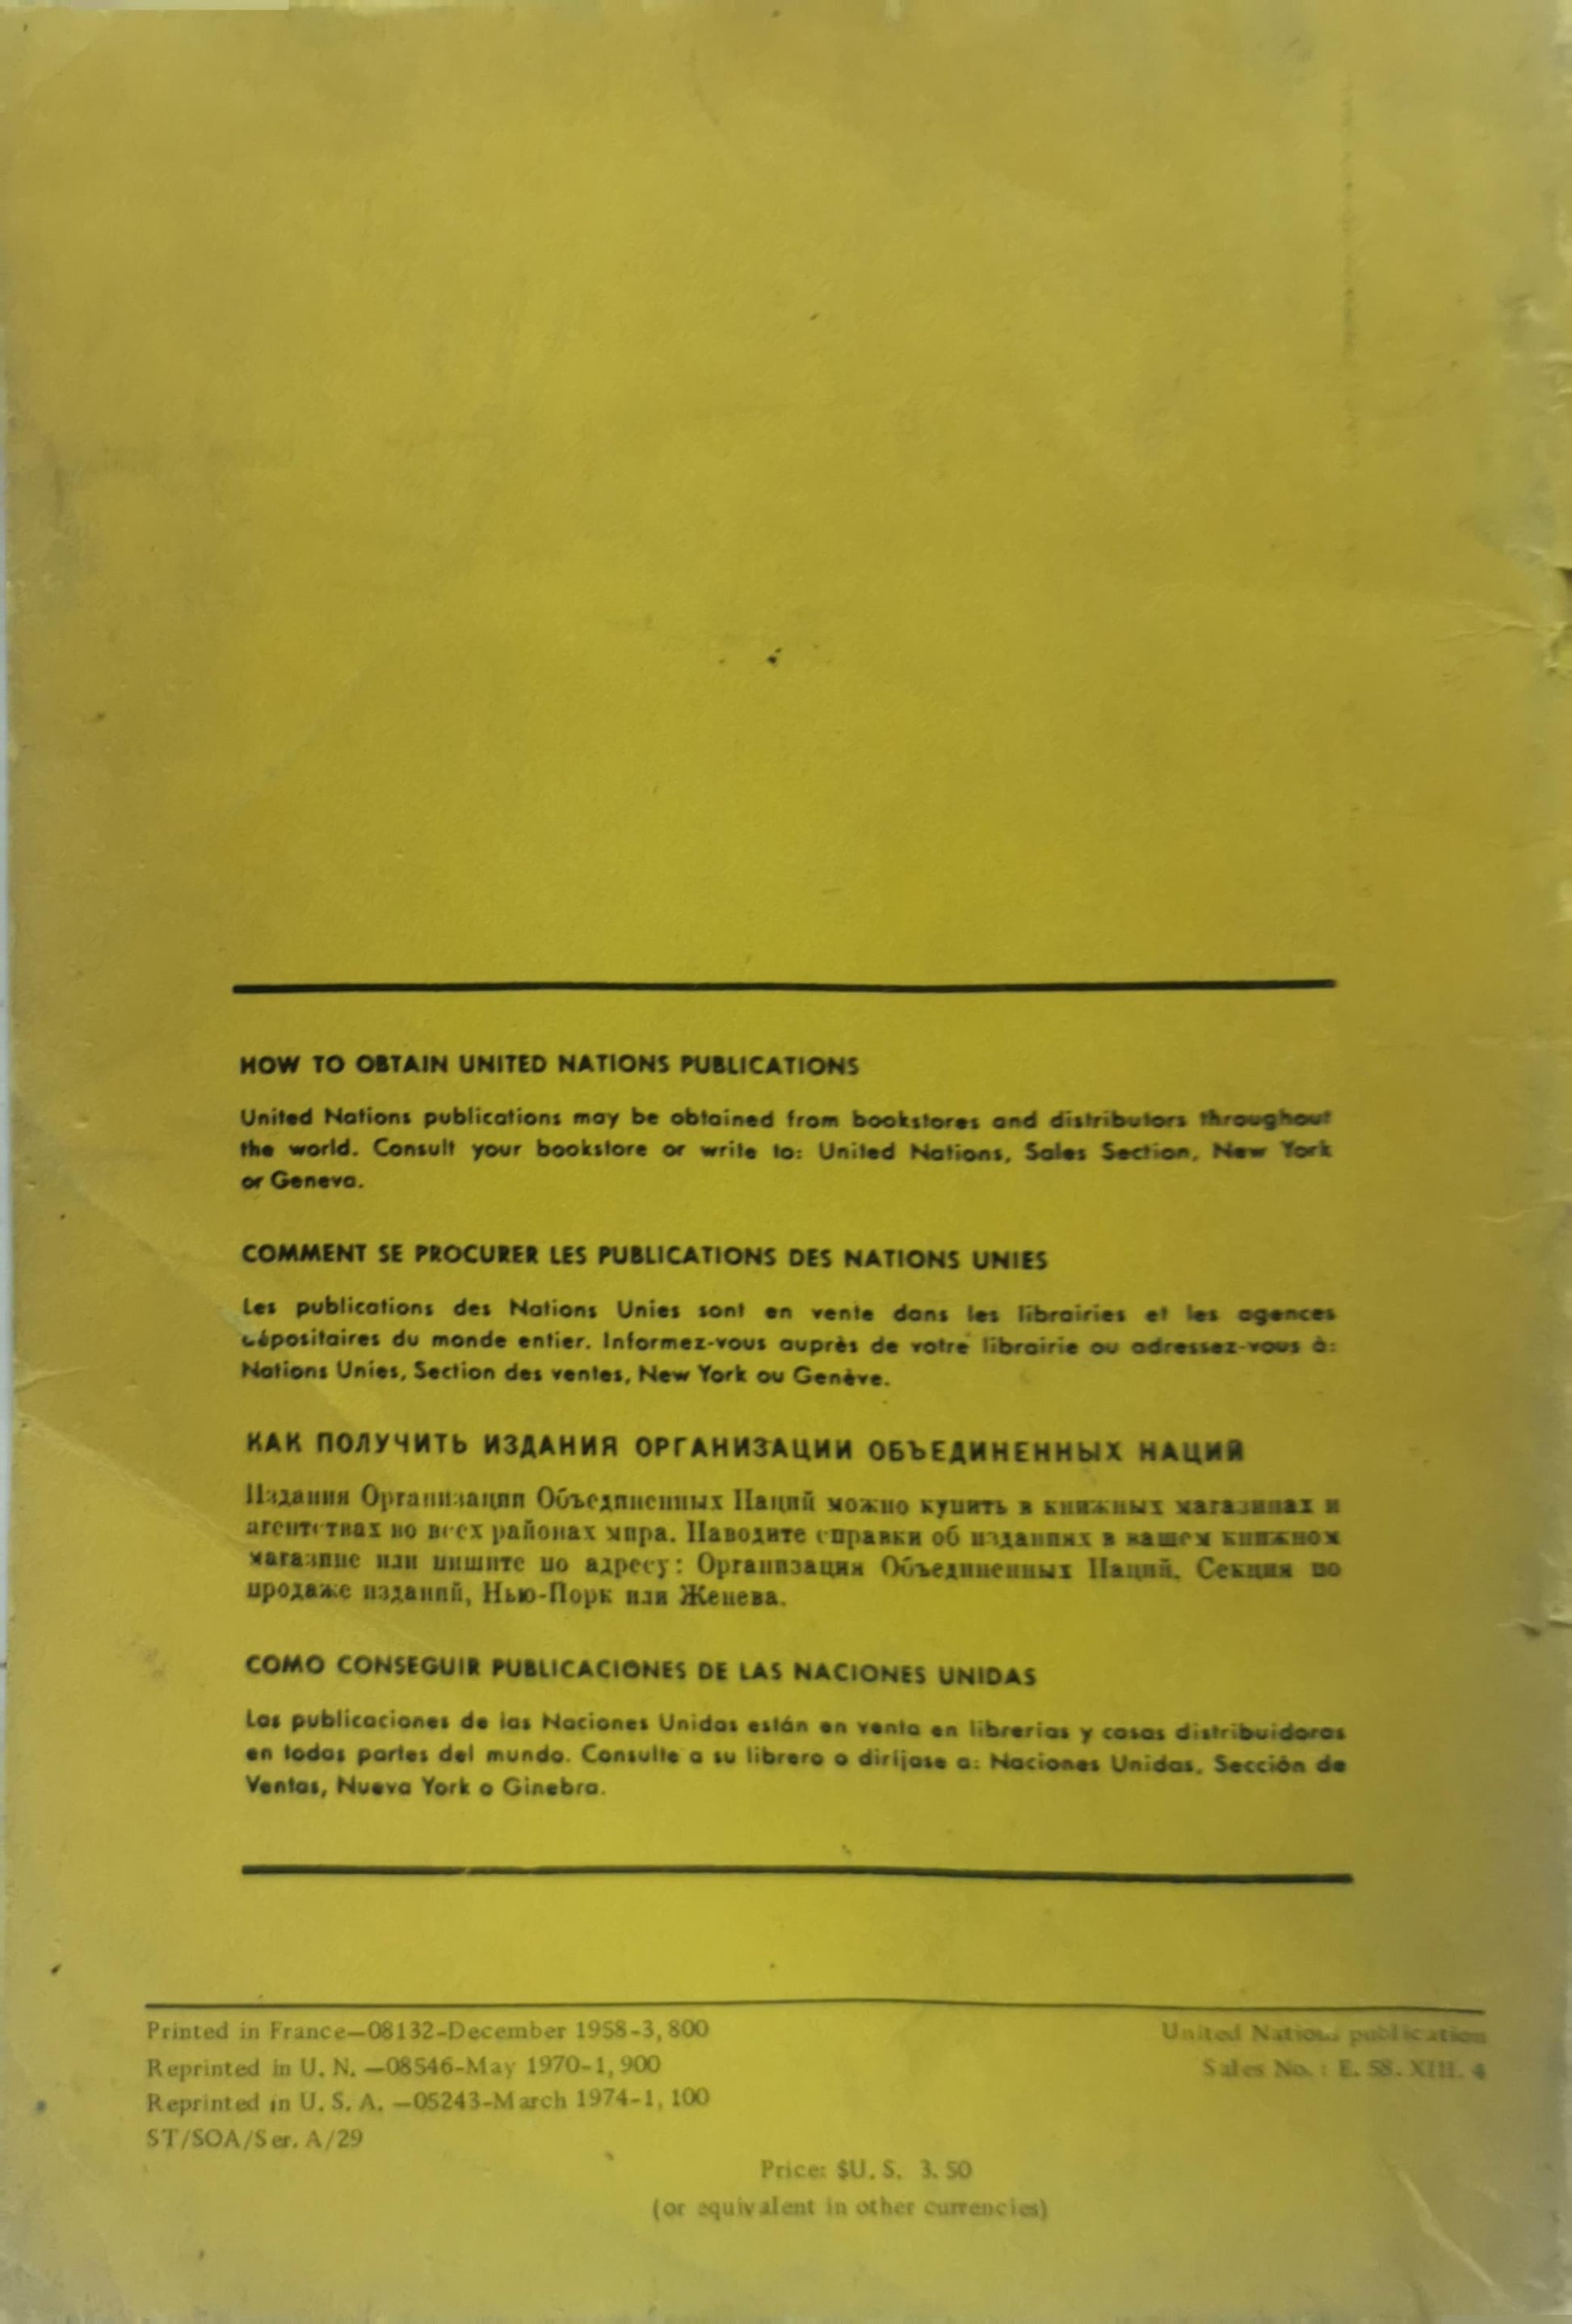 HOW TO OBTAIN UNITED NATIONS PUBLICATIONS
United Nations publications may be obtained from bookstores and distributors throughout
the world. Consult your bookstore or write to: United Nations, Sales Section, New York
or Geneva.
COMMENT SE PROCURER LES PUBLICATIONS DES NATIONS UNIES
Les publications des Nations Unies sont en vente dans les librairies et les agences
dépositaires du monde entier. Informez-vous auprès de votre librairie ou adressez-vous à:
Nations Unies, Section des ventes, New York ou Genève.
КАК ПОЛУЧИТЬ ИЗДАНИЯ ОРГАНИЗАЦИИ ОБЪЕДИНЕННЫХ НАЦИЙ
Издания Организации Объединенных Наций можно купить в книжных магазинах и
агентствах во всех районах мира. Наводите справки об изданиях в вашем книжном
магазине или пишите по адресу: Организация Объединенных Наций, Секция по
продаже изданий, Нью-Йорк или Женева.
COMO CONSEGUIR PUBLICACIONES DE LAS NACIONES UNIDAS
Las publicaciones de las Naciones Unidas están en venta en librerías y casas distribuidoras
en todas partes del mundo. Consulte a su librero o diríjase a: Naciones Unidas, Sección de
Ventas, Nueva York o Ginebra.
Printed in France—08132-December 1958-3,800
United Nations publication
Reprinted in U. N. —08546-May 1970-1,900
Sales No. : E. 58. XIII. 4
Reprinted in U. S. A. —05243-March 1974-1,100
ST/SOA/Ser. A/29
Price: $U. S. 3. 50
(or equivalent in other currencies)